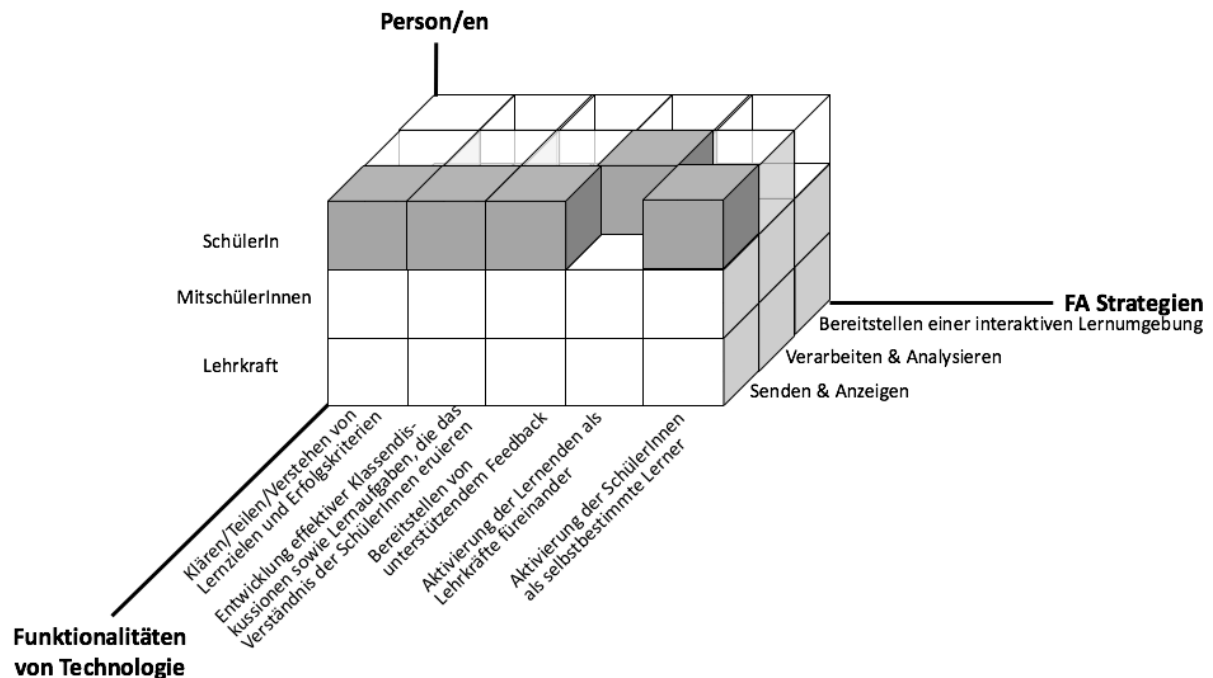 Person/en
SchülerIn
MitschülerInnen
Lehrkraft
FA Strategien
Bereitstellen einer interaktiven Lernumgebung
Verarbeiten & Analysieren
Senden & Anzeigen
Klären/Teilen/Verstehen von
Lernzielen und Erfolgskriterien
Entwicklung effektiver Klassendis-
kussionen sowie Lernaufgaben, die das
Verständnis der SchülerInnen eruieren
Bereitstellen von
unterstützendem Feedback
Aktivierung der Lernenden als
Lehrkräfte füreinander
Aktivierung der SchülerInnen
als selbstbestimmte Lerner
Funktionalitäten
von Technologie